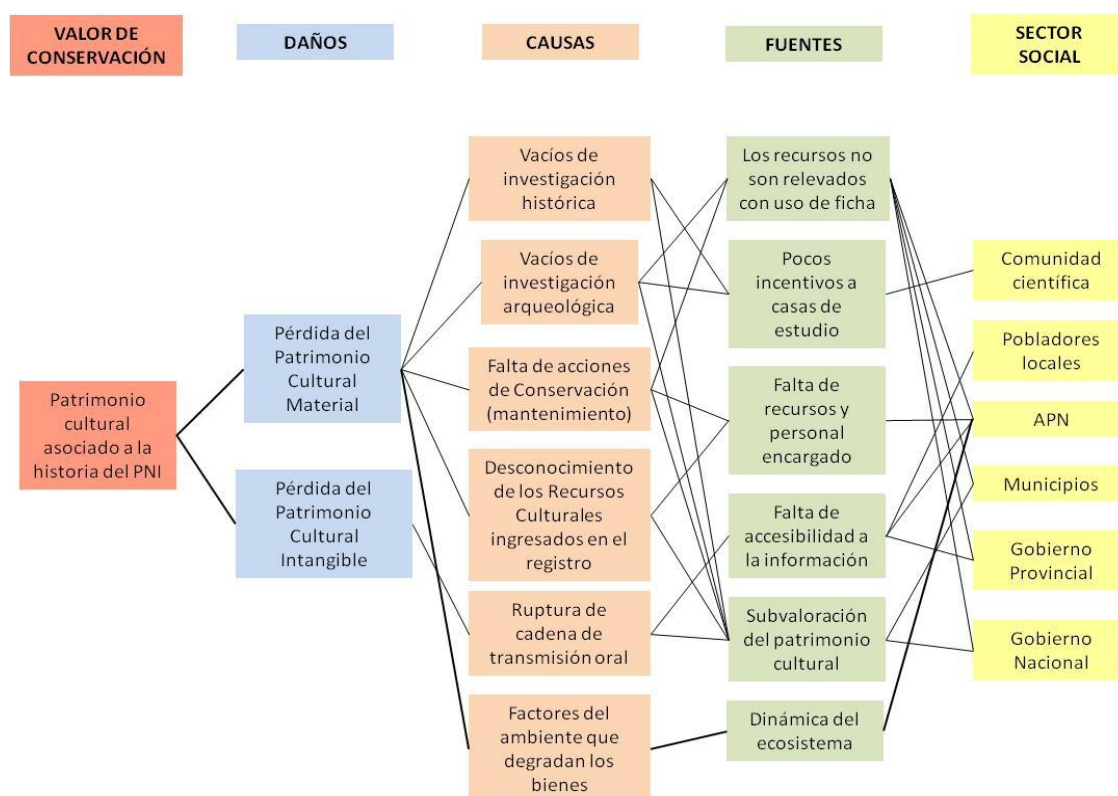 VALOR DE
CONSERVACIÓN
DAÑOS
CAUSAS
FUENTES
SECTOR
SOCIAL
Patrimonio
cultural
asociado a la
historia del PNI
Pérdida del
Patrimonio
Cultural
Material
Pérdida del
Patrimonio
Cultural
Intangible
Vacíos de
investigación
histórica
Vacíos de
investigación
arqueológica
Falta de acciones
de Conservación
(mantenimiento)
Desconocimiento
de los Recursos
Culturales
ingresados en el
registro
Ruptura de
cadena de
transmisión oral
Factores del
ambiente que
degradan los
bienes
Los recursos no
son relevados
con uso de ficha
Pocos
incentivos a
casas de
estudio
Falta de
recursos y
personal
encargado
Falta de
accesibilidad a
la información
Subvaloración
del patrimonio
cultural
Dinámica del
ecosistema
Comunidad
científica
Pobladores
locales
APN
Municipios
Gobierno
Provincial
Gobierno
Nacional